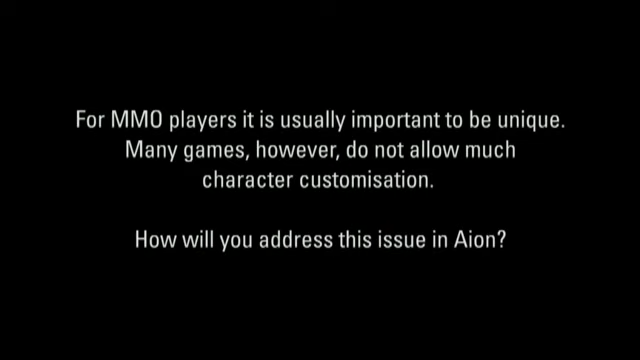 For MMO players it is usually important to be unique.
Many games, however, do not allow much
character customisation.
How will you address this issue in Aion?